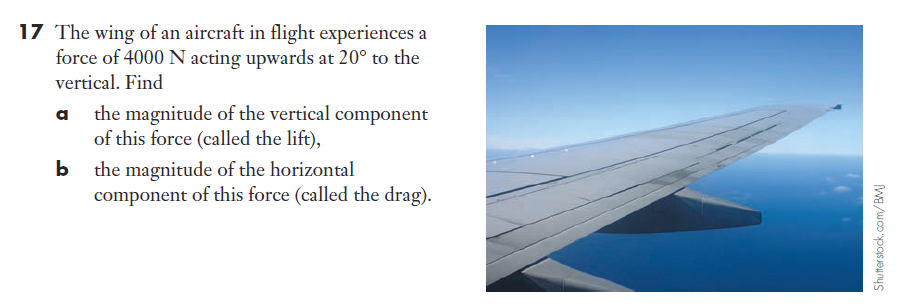 17 The wing of an aircraft in flight experiences a
force of 4000 N acting upwards at 20° to the
vertical. Find
a the magnitude of the vertical component
of this force (called the lift),
b the magnitude of the horizontal
component of this force (called the drag).
Shutterstock.com/BMJ